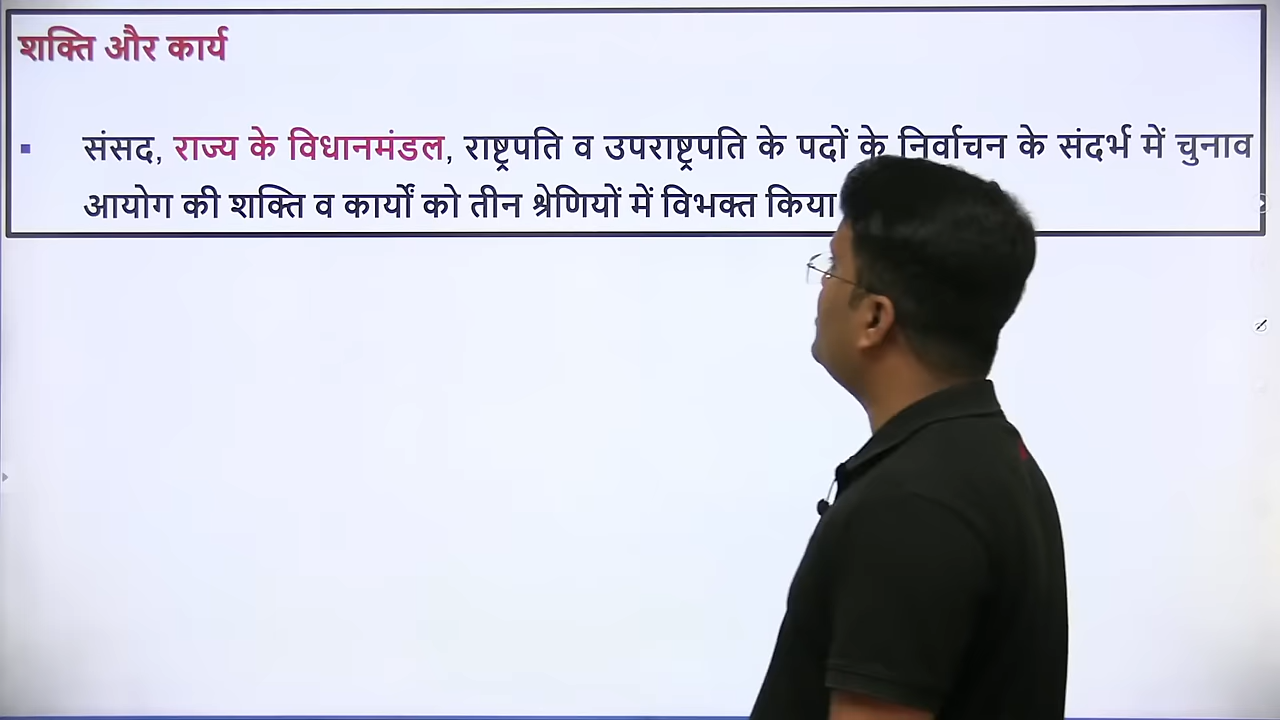 शक्ति और कार्य
संसद, राज्य के विधानमंडल, राष्ट्रपति व उपराष्ट्रपति के पदों के निर्वाचन के संदर्भ में चुनाव
आयोग की शक्ति व कार्यों को तीन श्रेणियों में विभक्त किया